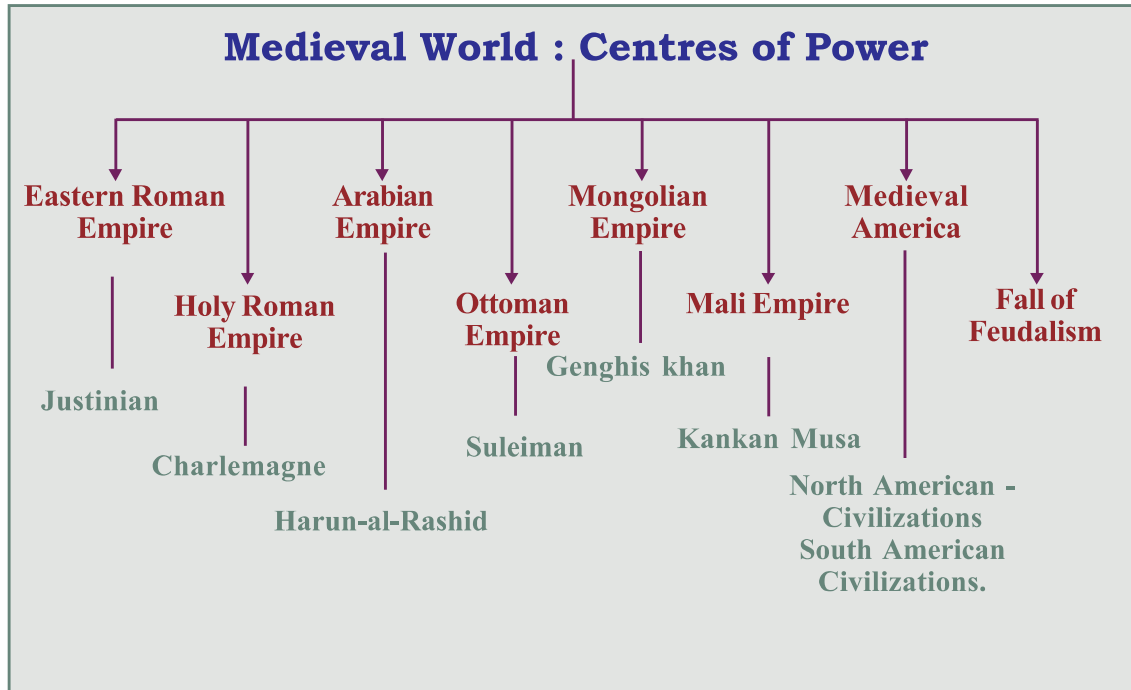 Medieval World : Centres of Power
Eastern Roman
Empire
Justinian
Holy Roman
Empire
Charlemagne
Arabian
Empire
Harun-al-Rashid
Ottoman
Empire
Suleiman
Mongolian
Empire
Genghis khan
Mali Empire
Kankan Musa
Medieval
America
North American -
Civilizations
South American
Civilizations.
Fall of
Feudalism